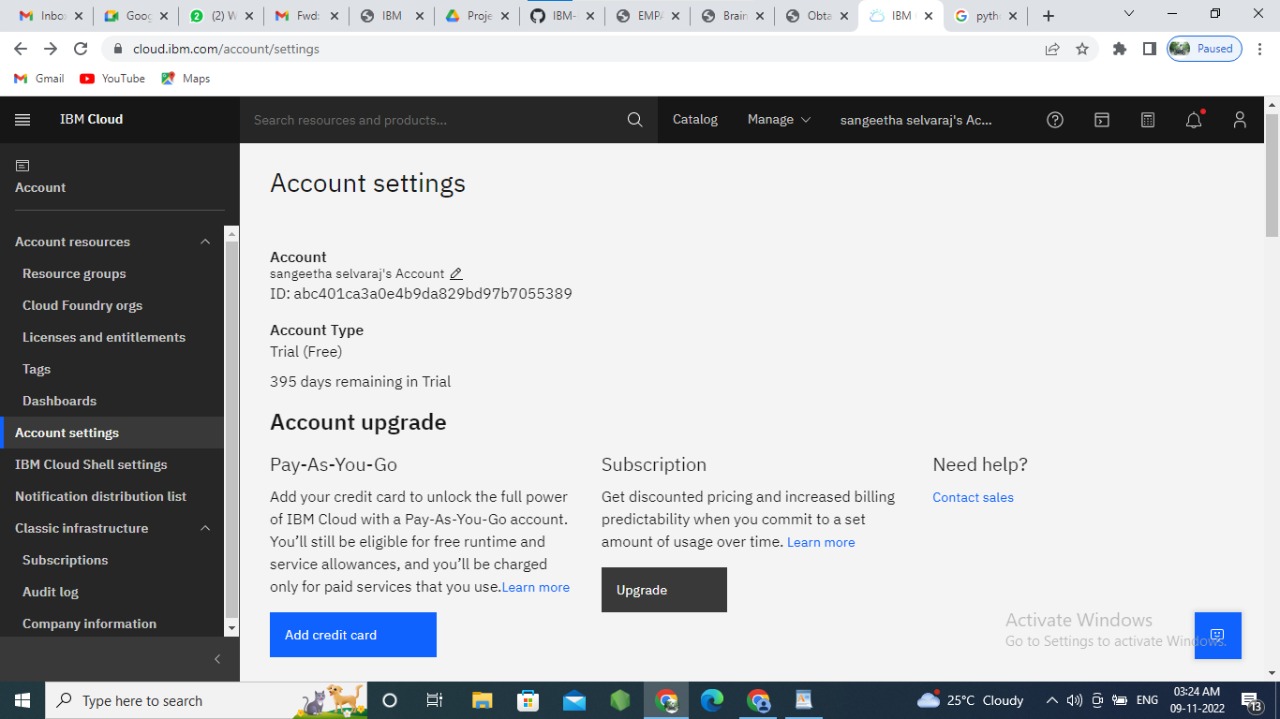 Inbo
Goog
(2) W
Fwd:
IBM
Proje
IBM-
EMPA
Brain
Obta
IBM
pyth
cloud.ibm.com/account/settings
Paused
Gmail
YouTube
Maps
IBM Cloud
Search resources and products...
Catalog
Manage
sangeetha selvaraj's Ac...
Account
Account resources
Resource groups
Cloud Foundry orgs
Licenses and entitlements
Tags
Dashboards
Account settings
IBM Cloud Shell settings
Notification distribution list
Classic infrastructure
Subscriptions
Audit log
Company information
Account settings
Account
sangeetha selvaraj's Account
ID: abc401ca3a0e4b9da829bd97b7055389
Account Type
Trial (Free)
395 days remaining in Trial
Account upgrade
Pay-As-You-Go
Add your credit card to unlock the full power
of IBM Cloud with a Pay-As-You-Go account.
You’ll still be eligible for free runtime and
service allowances, and you’ll be charged
only for paid services that you use.Learn more
Add credit card
Subscription
Get discounted pricing and increased billing
predictability when you commit to a set
amount of usage over time. Learn more
Upgrade
Need help?
Contact sales
Activate Windows
Go to Settings to activate Windows.
Type here to search
25°C Cloudy
ENG
03:24 AM
09-11-2022
13